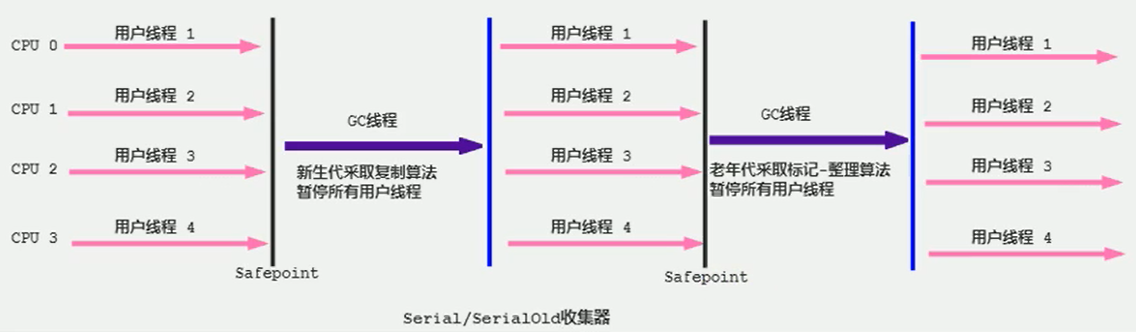 CPU 0
用户线程 1
用户线程 1
用户线程 1
CPU 1
用户线程 2
用户线程 2
用户线程 2
GC线程
GC线程
CPU 2
用户线程 3
新生代采取复制算法
暂停所有用户线程
用户线程 3
老年代采取标记-整理算法
暂停所有用户线程
用户线程 3
CPU 3
用户线程 4
用户线程 4
用户线程 4
Safepoint
Safepoint
Serial/SerialOld收集器